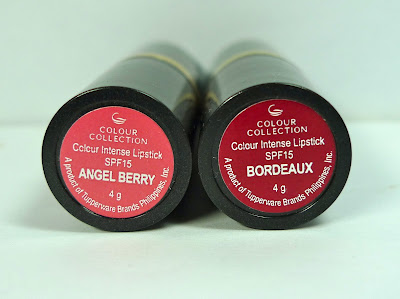 COLOUR
COLLECTION
Colour Intense Lipstick
SPF15
ANGEL BERRY
4 g
A product of Tupperware Brands Philippines, Inc.
COLOUR
COLLECTION
Colour Intense Lipstick
SPF15
BORDEAUX
4 g
A product of Tupperware Brands Philippines, Inc.